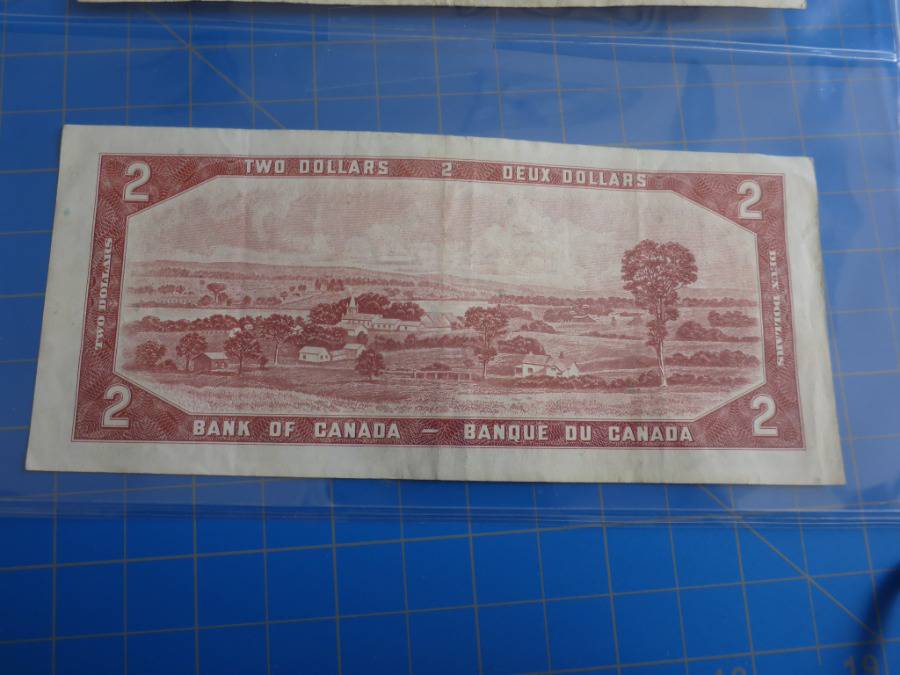 TWO DOLLARS 2 DEUX DOLLARS
2 2
TWO DOLLARS
DEUX DOLLARS
2 2
BANK OF CANADA — BANQUE DU CANADA
19